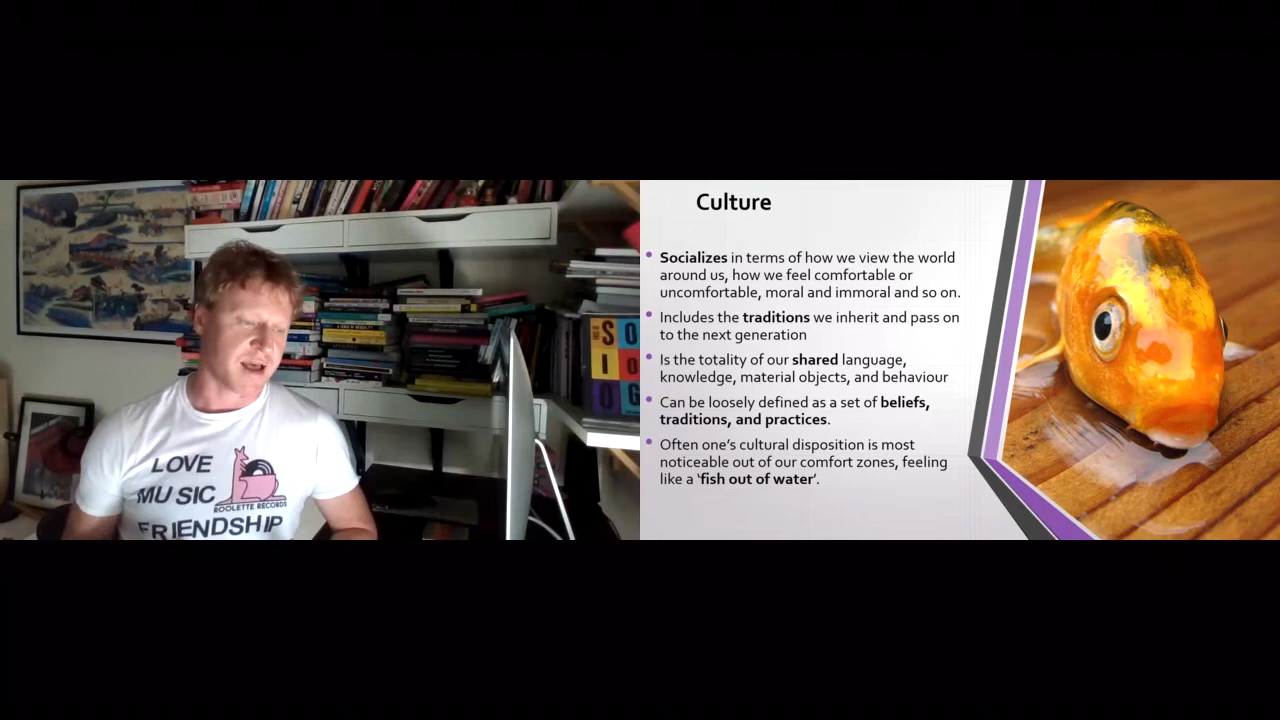 LOVE
MUSIC
ROOLETTE RECORDS
FRIENDSHIP
S O
I O
G
Culture
Socializes in terms of how we view the world
around us, how we feel comfortable or
uncomfortable, moral and immoral and so on.
Includes the traditions we inherit and pass on
to the next generation
Is the totality of our shared language,
knowledge, material objects, and behaviour
Can be loosely defined as a set of beliefs,
traditions, and practices.
Often one's cultural disposition is most
noticeable out of our comfort zones, feeling
like a ‘fish out of water’.